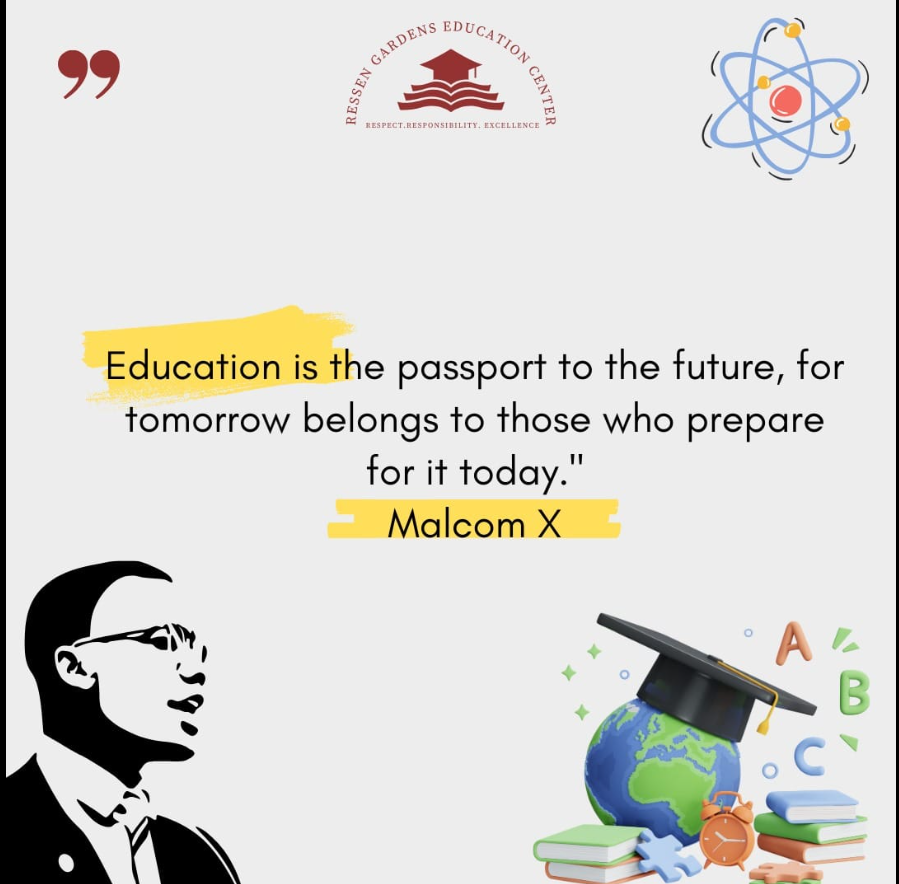 RESSEN GARDENS EDUCATION CENTER
RESPECT.RESPONSIBILITY. EXCELLENCE
Education is the passport to the future, for
tomorrow belongs to those who prepare
for it today."
Malcom X
A
B
C